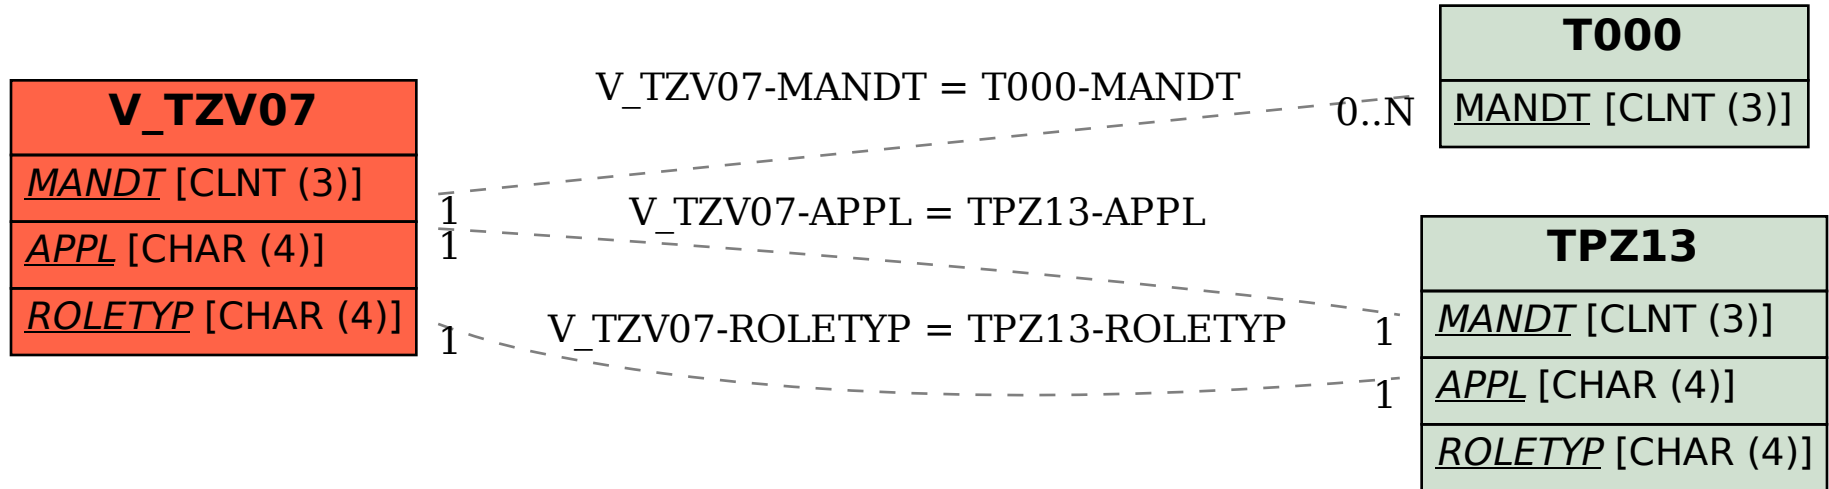 V_TZV07
MANDT [CLNT (3)]
APPL [CHAR (4)]
ROLETYP [CHAR (4)]
V_TZV07-MANDT = T000-MANDT
0..N
1
V_TZV07-APPL = TPZ13-APPL
1
1
V_TZV07-ROLETYP = TPZ13-ROLETYP
1
1
T000
MANDT [CLNT (3)]
TPZ13
MANDT [CLNT (3)]
APPL [CHAR (4)]
ROLETYP [CHAR (4)]